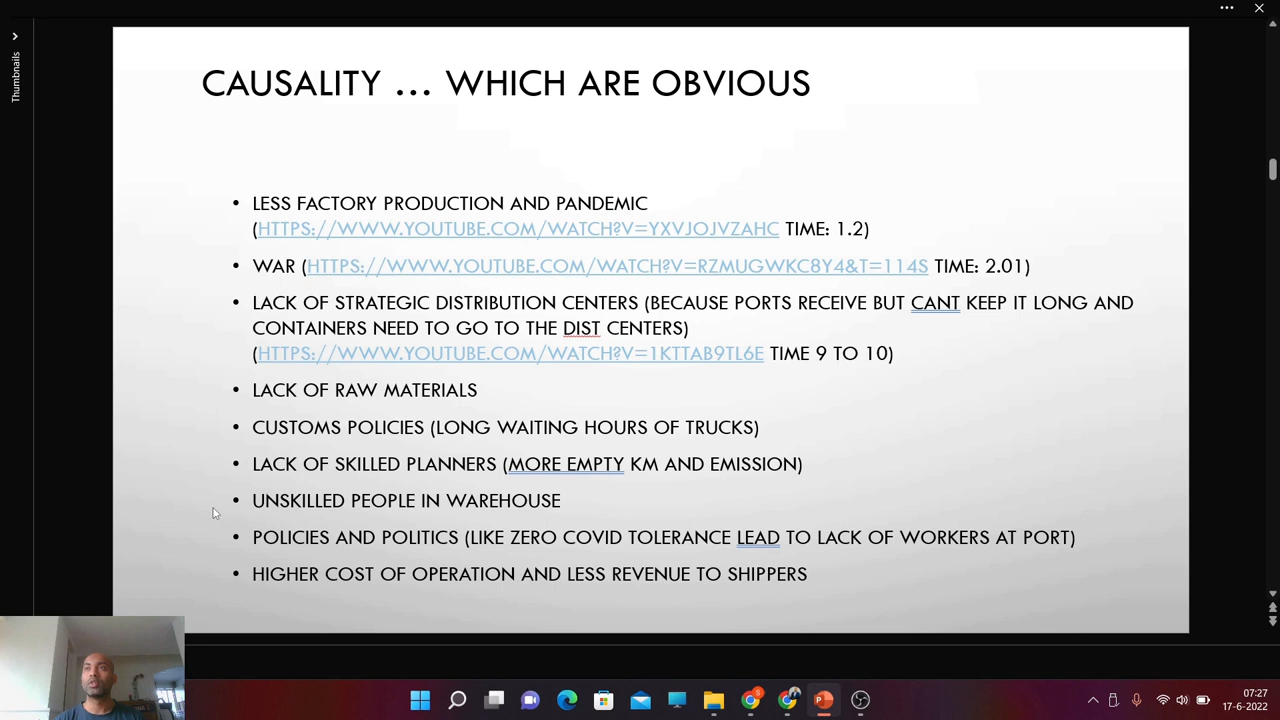 Thumbnails
CAUSALITY ... WHICH ARE OBVIOUS
• LESS FACTORY PRODUCTION AND PANDEMIC
(HTTPS://WWW.YOUTUBE.COM/WATCH?V=YXVJOJVZAHC TIME: 1.2)
• WAR (HTTPS://WWW.YOUTUBE.COM/WATCH?V=RZMUGWKC8Y4&T=114S TIME: 2.01)
• LACK OF STRATEGIC DISTRIBUTION CENTERS (BECAUSE PORTS RECEIVE BUT CANT KEEP IT LONG AND
CONTAINERS NEED TO GO TO THE DIST CENTERS)
(HTTPS://WWW.YOUTUBE.COM/WATCH?V=1KTTAB9TL6E TIME 9 TO 10)
• LACK OF RAW MATERIALS
• CUSTOMS POLICIES (LONG WAITING HOURS OF TRUCKS)
• LACK OF SKILLED PLANNERS (MORE EMPTY KM AND EMISSION)
• UNSKILLED PEOPLE IN WAREHOUSE
• POLICIES AND POLITICS (LIKE ZERO COVID TOLERANCE LEAD TO LACK OF WORKERS AT PORT)
• HIGHER COST OF OPERATION AND LESS REVENUE TO SHIPPERS
07:27
17-6-2022